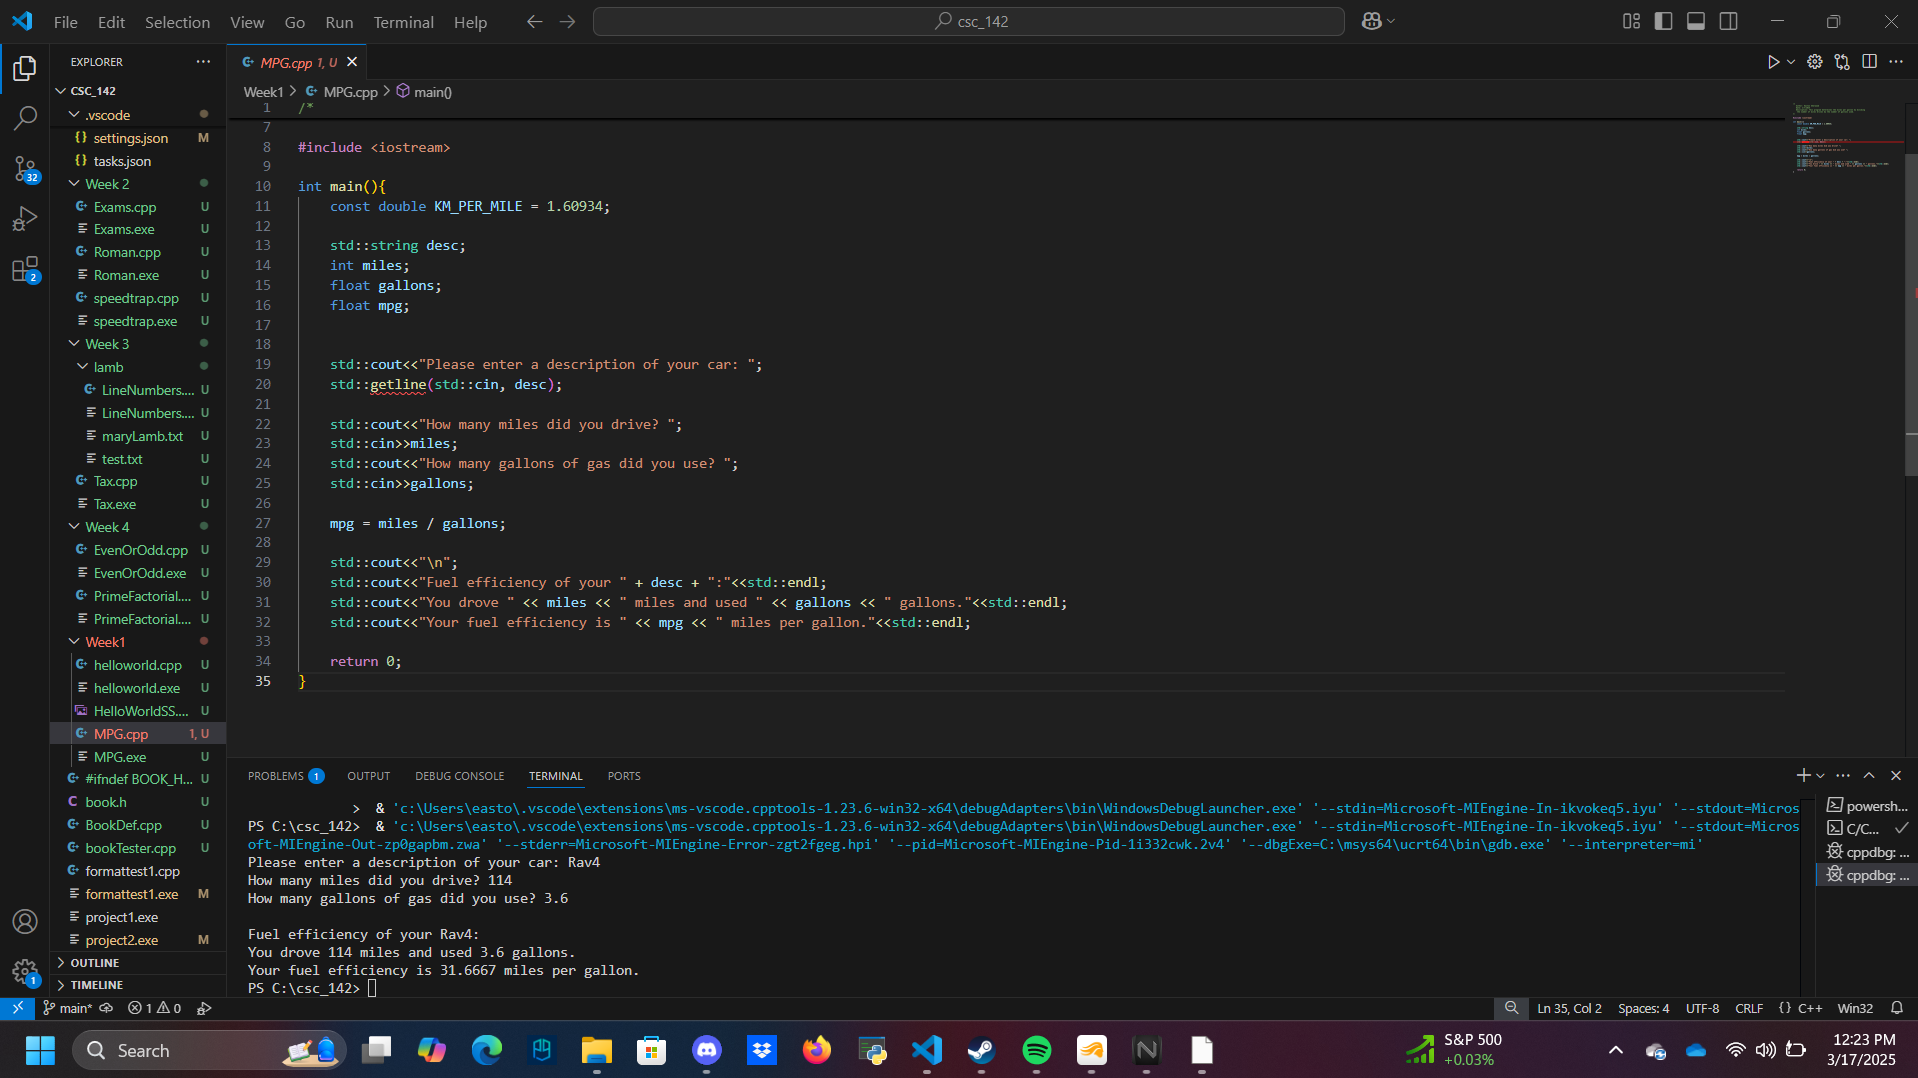 File Edit Selection View Go Run Terminal Help csc_142
EXPLORER
CSC_142
.vscode
settings.json M
tasks.json
Week 2
Exams.cpp U
Exams.exe U
Roman.cpp U
Roman.exe U
speedtrap.cpp U
speedtrap.exe U
Week 3
lamb
LineNumbers.... U
LineNumbers.... U
maryLamb.txt U
test.txt U
Tax.cpp U
Tax.exe U
Week 4
EvenOrOdd.cpp U
EvenOrOdd.exe U
PrimeFactorial.... U
PrimeFactorial.... U
Week1
helloworld.cpp U
helloworld.exe U
HelloWorldSS.... U
MPG.cpp 1, U
MPG.exe U
#ifndef BOOK_H... U
book.h U
BookDef.cpp U
bookTester.cpp U
formattest1.cpp U
formattest1.exe M
project1.exe
project2.exe M
OUTLINE
TIMELINE
32
2
1
MPG.cpp 1, U
Week1 > MPG.cpp > main()
1 /*
7
8 #include <iostream>
9
10 int main(){
11 const double KM_PER_MILE = 1.60934;
12
13 std::string desc;
14 int miles;
15 float gallons;
16 float mpg;
17
18
19 std::cout<<"Please enter a description of your car: ";
20 std::getline(std::cin, desc);
21
22 std::cout<<"How many miles did you drive? ";
23 std::cin>>miles;
24 std::cout<<"How many gallons of gas did you use? ";
25 std::cin>>gallons;
26
27 mpg = miles / gallons;
28
29 std::cout<<"\n";
30 std::cout<<"Fuel efficiency of your " + desc + ":"<<std::endl;
31 std::cout<<"You drove " << miles << " miles and used " << gallons << " gallons."<<std::endl;
32 std::cout<<"Your fuel efficiency is " << mpg << " miles per gallon."<<std::endl;
33
34 return 0;
35 }
PROBLEMS 1 OUTPUT DEBUG CONSOLE TERMINAL PORTS
> & 'c:\Users\easto\.vscode\extensions\ms-vscode.cpptools-1.23.6-win32-x64\debugAdapters\bin\WindowsDebugLauncher.exe' '--stdin=Microsoft-MIEngine-In-ikvokeq5.iyu' '--stdout=Micros
PS C:\csc_142> & 'c:\Users\easto\.vscode\extensions\ms-vscode.cpptools-1.23.6-win32-x64\debugAdapters\bin\WindowsDebugLauncher.exe' '--stdin=Microsoft-MIEngine-In-ikvokeq5.iyu' '--stdout=Micros
oft-MIEngine-Out-zp0gapbm.zwa' '--stderr=Microsoft-MIEngine-Error-zgt2fgeg.hpi' '--pid=Microsoft-MIEngine-Pid-1i332cwk.2v4' '--dbgExe=C:\msys64\ucrt64\bin\gdb.exe' '--interpreter=mi'
Please enter a description of your car: Rav4
How many miles did you drive? 114
How many gallons of gas did you use? 3.6
Fuel efficiency of your Rav4:
You drove 114 miles and used 3.6 gallons.
Your fuel efficiency is 31.6667 miles per gallon.
PS C:\csc_142>
powersh...
C/C...
cppdbg: ...
cppdbg: ...
main* 1 0 Ln 35, Col 2 Spaces: 4 UTF-8 CRLF {} C++ Win32
Search
S&P 500
+0.03%
12:23 PM
3/17/2025